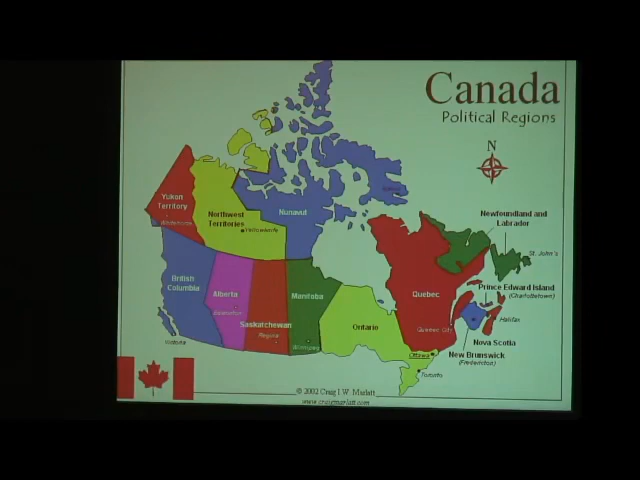 Canada
Political Regions
N
Yukon
Territory
Whitehorse
Northwest
Territories
Yellowknife
Nunavut
Newfoundland and
Labrador
St. John's
British
Columbia
Alberta
Saskatchewan
Regina
Manitoba
Winnipeg
Ontario
Quebec
Quebec City
Prince Edward Island
(Charlottetown)
Halifax
Nova Scotia
New Brunswick
(Fredericton)
Ottawa
Toronto
Victoria
© 2002 Craig I.W. Marlatt
www.craigmarlatt.com